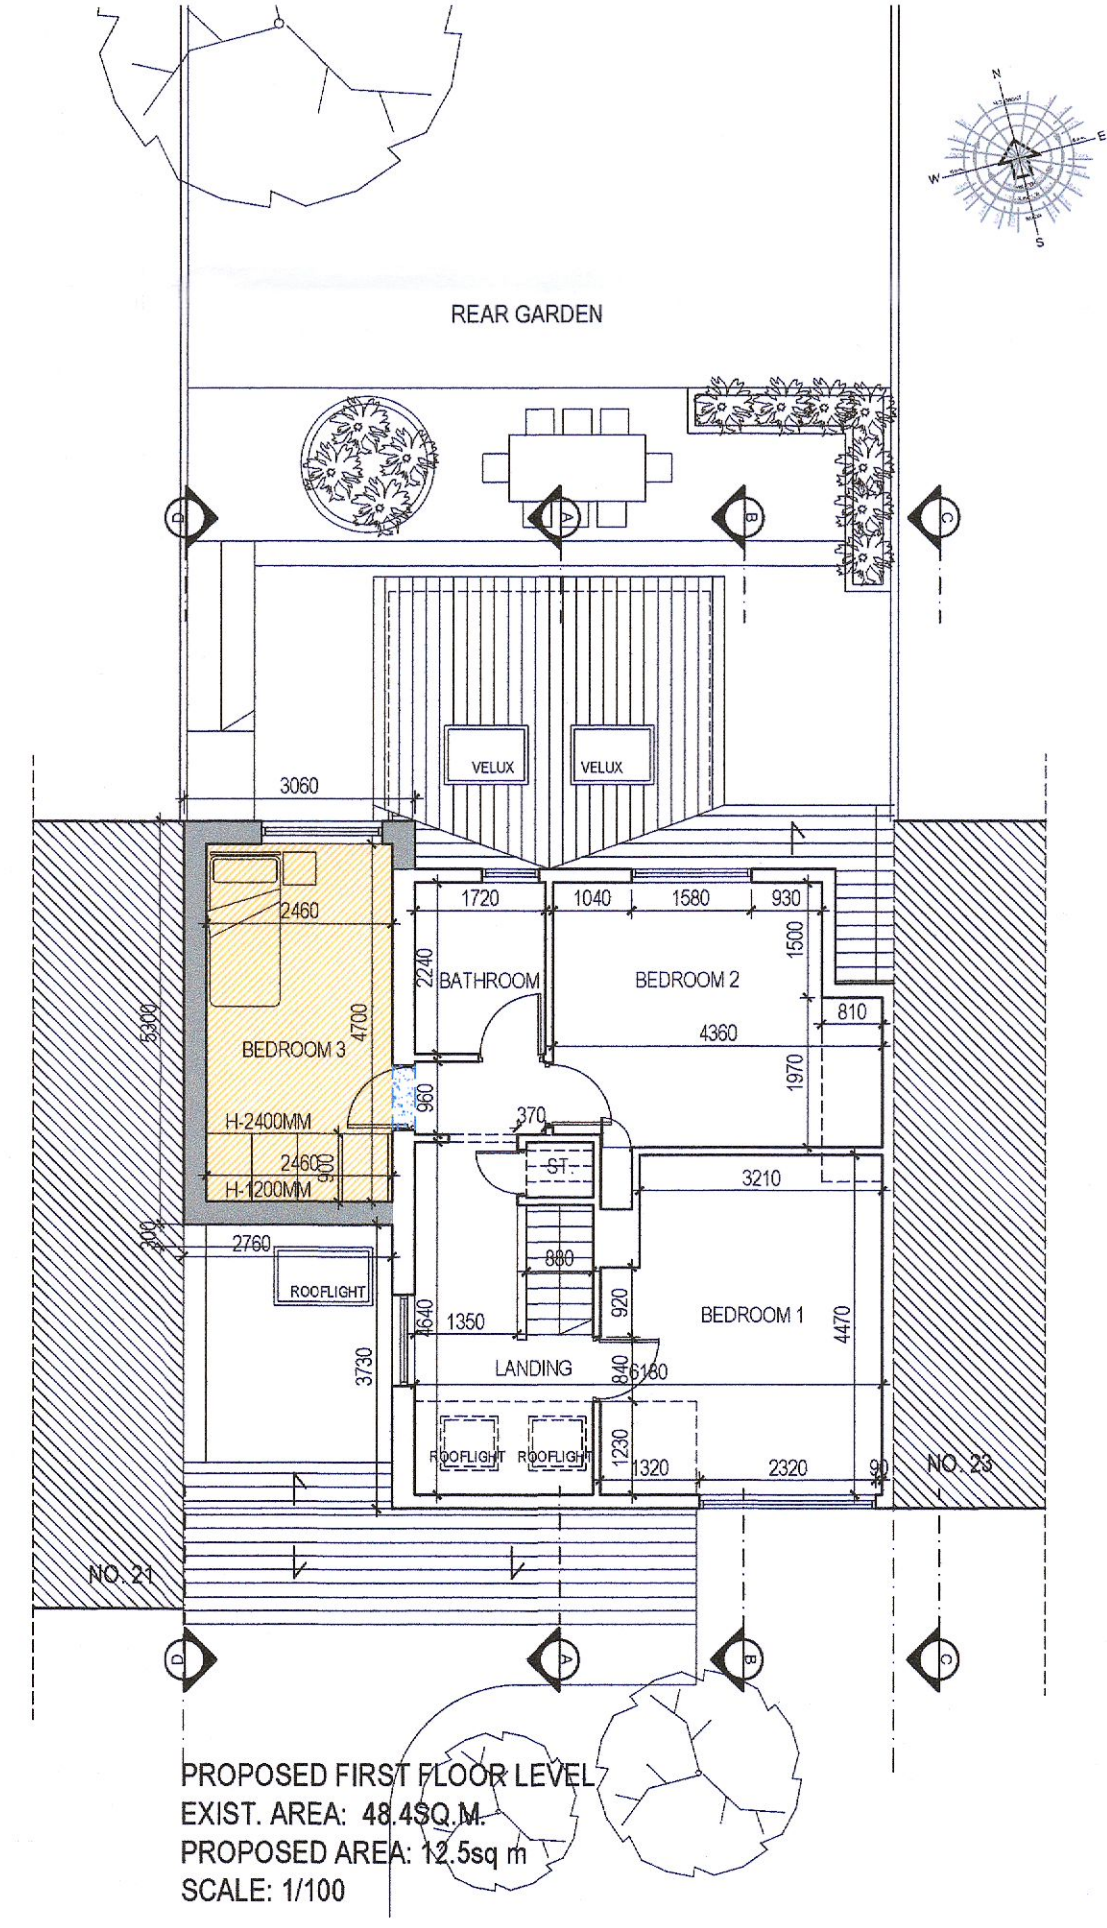 N
E
W
S
REAR GARDEN
D
A
B
C
VELUX
VELUX
3060
2460
1720
1040
1580
930
2240
1500
BATHROOM
BEDROOM 2
5300
4700
810
4360
BEDROOM 3
1970
960
370
H-2400MM
2460
900
ST.
H-1200MM
3210
300
2760
880
ROOFLIGHT
4640
1350
920
BEDROOM 1
4470
3730
LANDING
840
6180
ROOFLIGHT
ROOFLIGHT
1230
1320
2320
90
NO. 23
NO. 21
D
A
B
C
PROPOSED FIRST FLOOR LEVEL
EXIST. AREA: 48.4SQ.M.
PROPOSED AREA: 12.5sq m
SCALE: 1/100